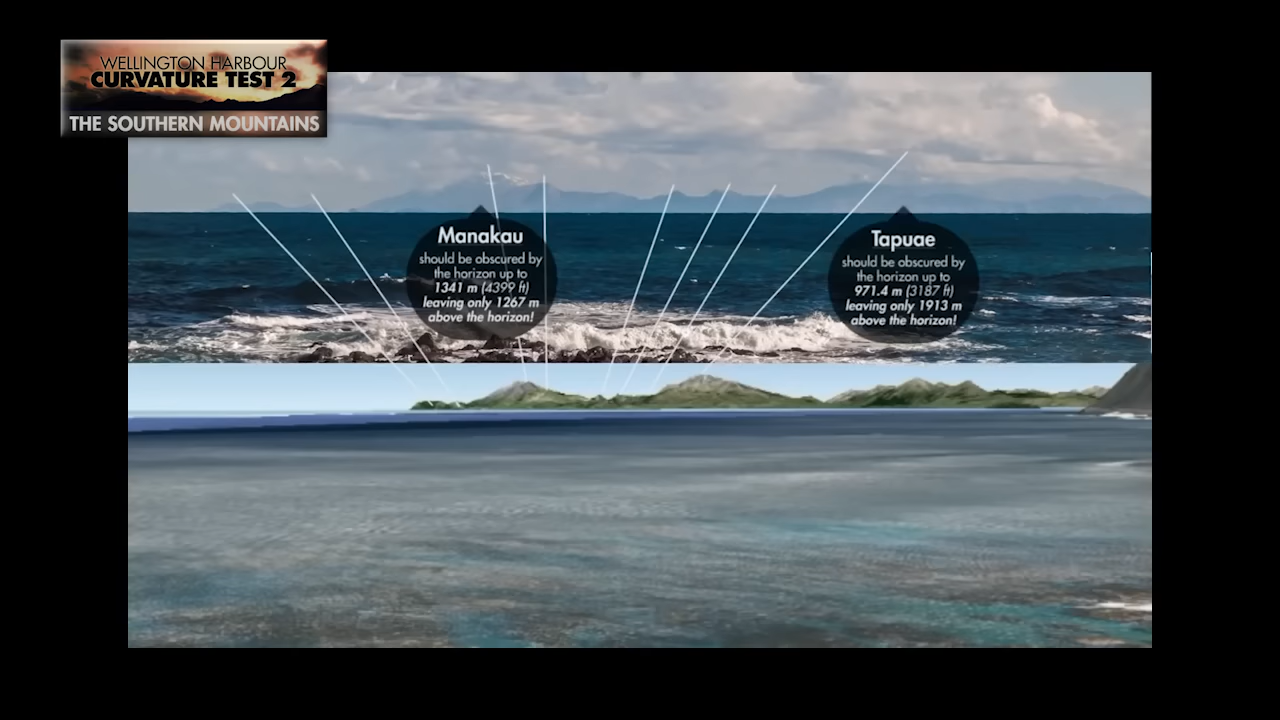 WELLINGTON HARBOUR
CURVATURE TEST 2
THE SOUTHERN MOUNTAINS
Manakau
should be obscured by
the horizon up to
1341 m (4399 ft)
leaving only 1267 m
above the horizon!
Tapuae
should be obscured by
the horizon up to
971.4 m (3187 ft)
leaving only 1913 m
above the horizon!